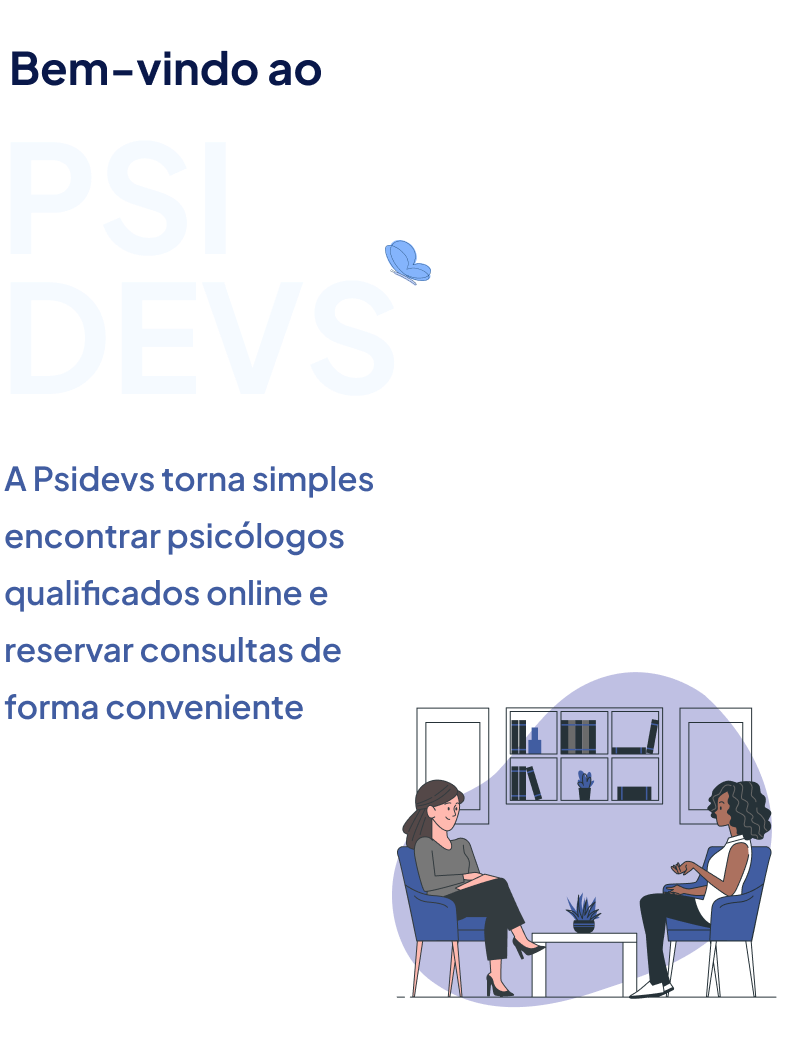 Bem-vindo ao
PSI
DEVS
A Psidevs torna simples
encontrar psicólogos
qualificados online e
reservar consultas de
forma conveniente